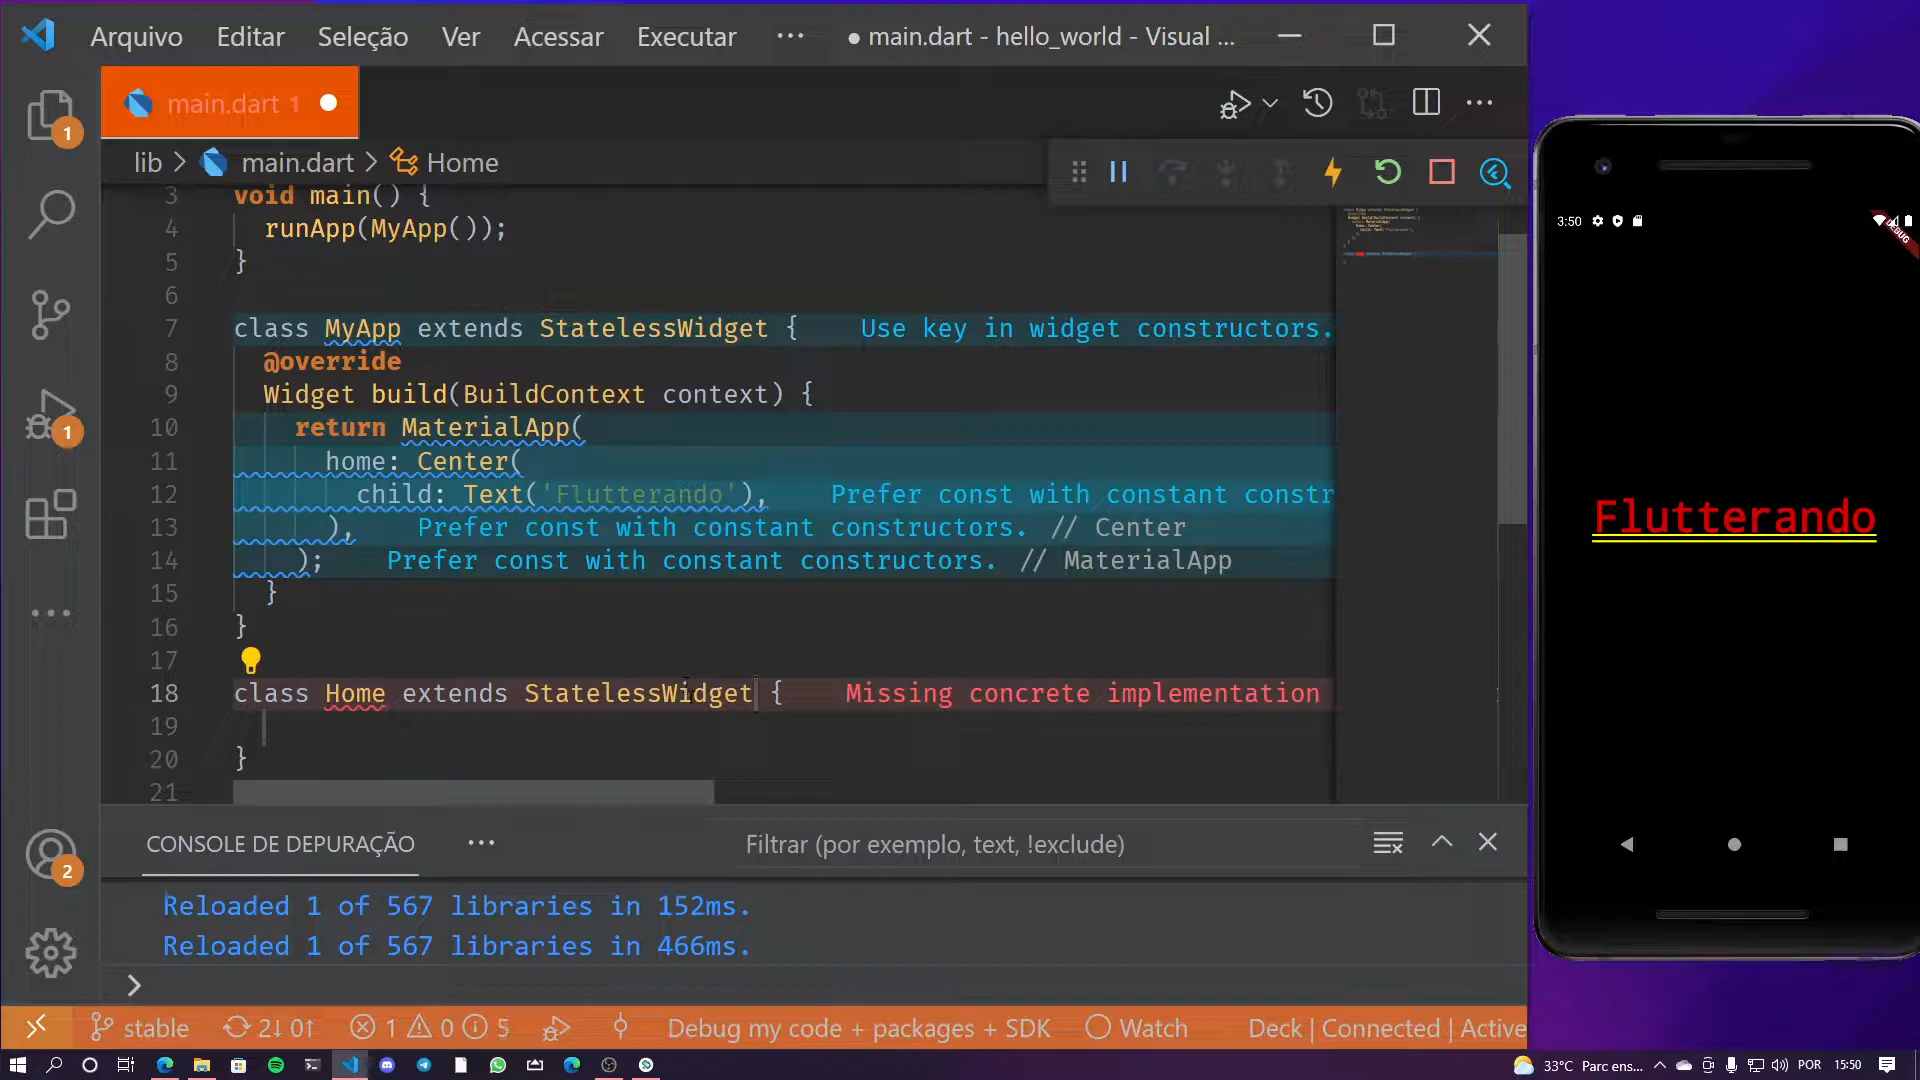 Arquivo Editar Seleção Ver Acessar Executar ··· ● main.dart - hello_world - Visual ...
main.dart 1
lib > main.dart > Home
3 void main() {
4 runApp(MyApp());
5 }
6
7 class MyApp extends StatelessWidget { Use key in widget constructors.
8 @override
9 Widget build(BuildContext context) {
10 return MaterialApp(
11 home: Center(
12 child: Text('Flutterando'), Prefer const with constant constr
13 ), Prefer const with constant constructors. // Center
14 ); Prefer const with constant constructors. // MaterialApp
15 }
16 }
17
18 class Home extends StatelessWidget { Missing concrete implementation
19
20 }
21
1
1
2
CONSOLE DE DEPURAÇÃO ··· Filtrar (por exemplo, text, !exclude)
Reloaded 1 of 567 libraries in 152ms.
Reloaded 1 of 567 libraries in 466ms.
>
stable 2↓ 0↑ 1 0 5 Debug my code + packages + SDK Watch Deck | Connected | Active
33°C Parc ens... POR 15:50
3:50
DEBUG
Flutterando